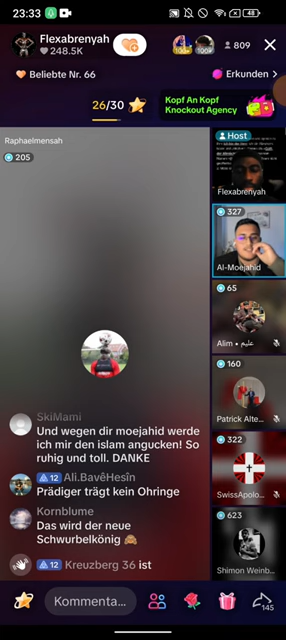 23:33
48
Flexabrenyah
248.5K
809
Beliebte Nr. 66
Erkunden >
26/30
Kopf An Kopf
Knockout Agency
Raphaelmensah
205
Host
Flexabrenyah
327
Al-Moejahid
65
Alim • عليم
160
Patrick Alte...
322
SwissApolo...
623
Shimon Weinb...
SkiMami
Und wegen dir moejahid werde
ich mir den islam angucken! So
ruhig und toll. DANKE
12 Ali.BavêHesîn
Prädiger trägt kein Ohringe
Kornblume
Das wird der neue
Schwurbelkönig 🙈
12 Kreuzberg 36 ist
Kommenta...
145